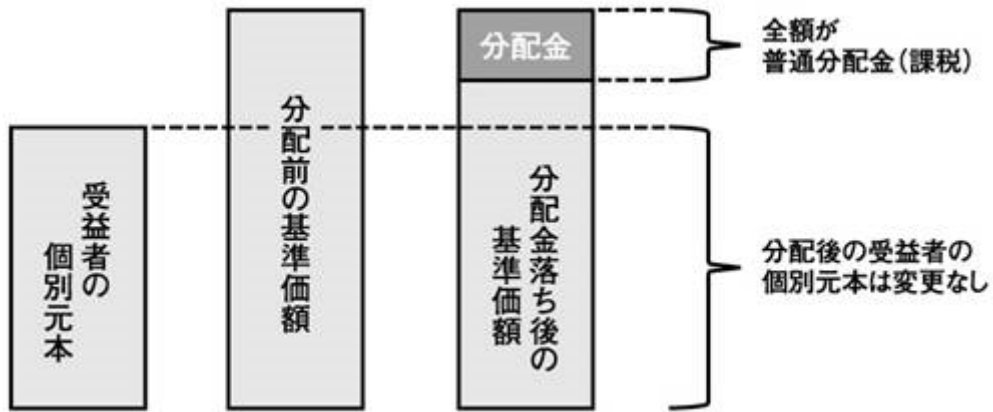 受益者の
個別元本
分配前の基準価額
分配金
分配金落ち後の
基準価額
全額が
普通分配金（課税）
分配後の受益者の
個別元本は変更なし